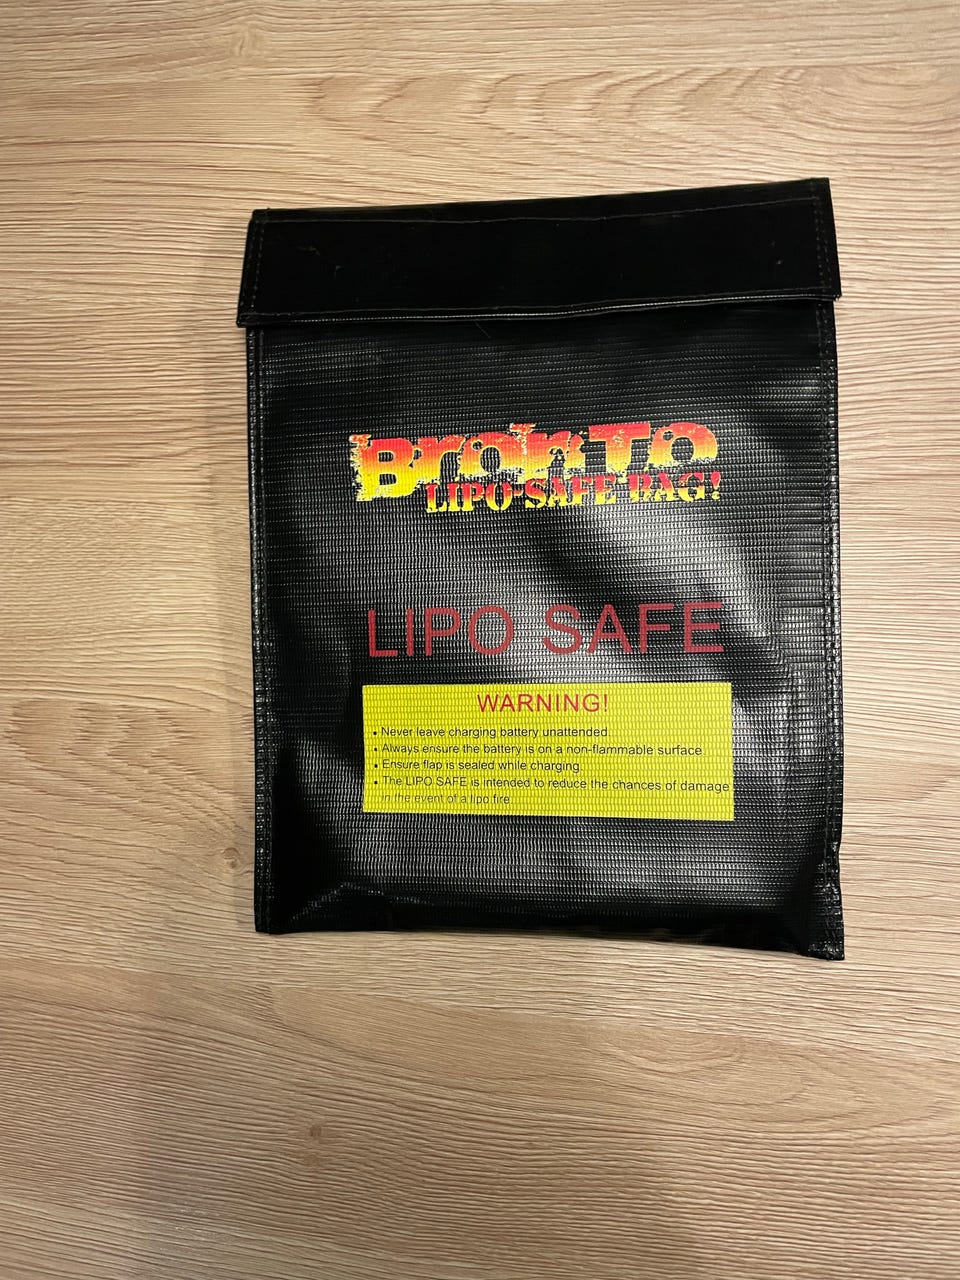 BronTo
LIPO-SAFE BAG!
LIPO SAFE
WARNING!
• Never leave charging battery unattended.
• Always ensure the battery is on a non-flammable surface.
• Ensure flap is sealed while charging.
• The LIPO SAFE is intended to reduce the chances of damage
in the event of a lipo fire